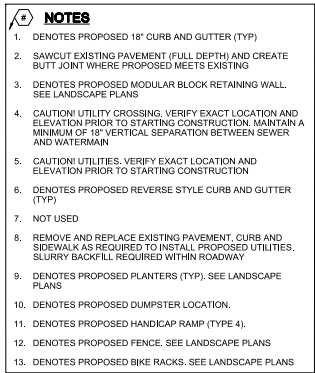 # NOTES
1. DENOTES PROPOSED 18" CURB AND GUTTER (TYP)
2. SAWCUT EXISTING PAVEMENT (FULL DEPTH) AND CREATE
BUTT JOINT WHERE PROPOSED MEETS EXISTING
3. DENOTES PROPOSED MODULAR BLOCK RETAINING WALL.
SEE LANDSCAPE PLANS
4. CAUTION! UTILITY CROSSING, VERIFY EXACT LOCATION AND
ELEVATION PRIOR TO STARTING CONSTRUCTION. MAINTAIN A
MINIMUM OF 18" VERTICAL SEPARATION BETWEEN SEWER
AND WATERMAIN
5. CAUTION! UTILITIES. VERIFY EXACT LOCATION AND
ELEVATION PRIOR TO STARTING CONSTRUCTION
6. DENOTES PROPOSED REVERSE STYLE CURB AND GUTTER
(TYP)
7. NOT USED
8. REMOVE AND REPLACE EXISTING PAVEMENT, CURB AND
SIDEWALK AS REQUIRED TO INSTALL PROPOSED UTILITIES.
SLURRY BACKFILL REQUIRED WITHIN ROADWAY
9. DENOTES PROPOSED PLANTERS (TYP). SEE LANDSCAPE
PLANS
10. DENOTES PROPOSED DUMPSTER LOCATION.
11. DENOTES PROPOSED HANDICAP RAMP (TYPE 4).
12. DENOTES PROPOSED FENCE. SEE LANDSCAPE PLANS
13. DENOTES PROPOSED BIKE RACKS. SEE LANDSCAPE PLANS